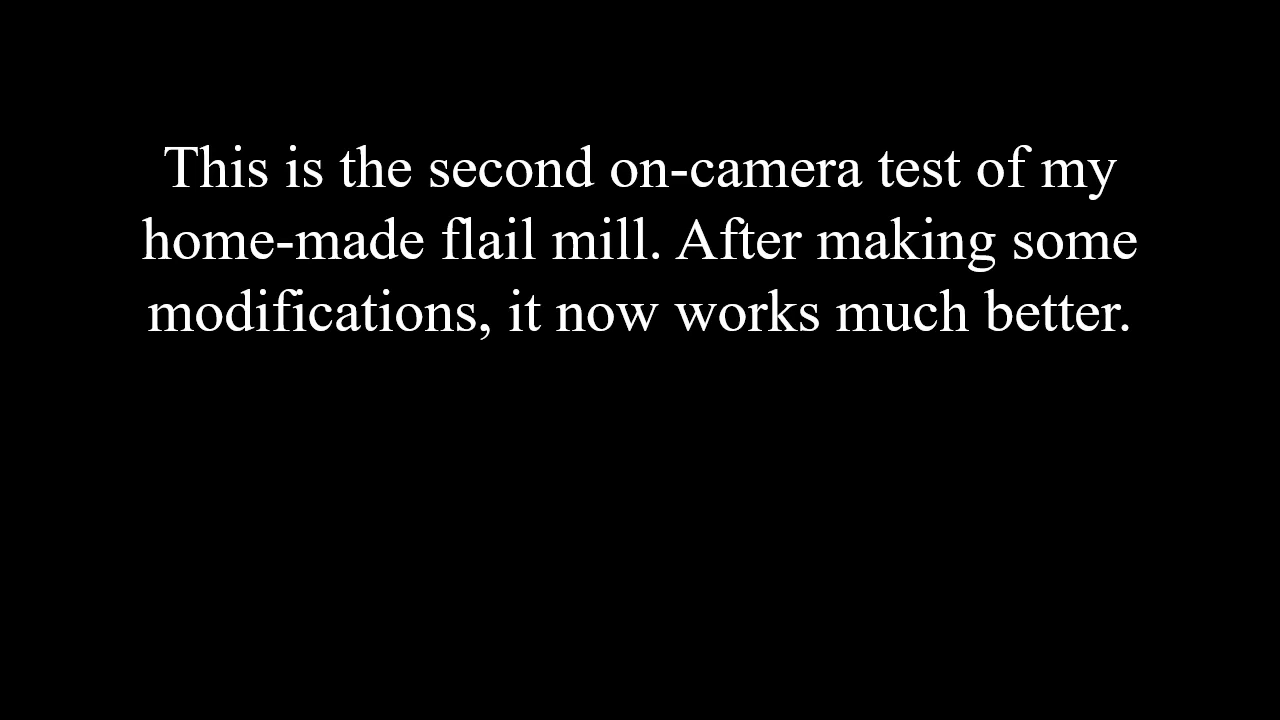 This is the second on-camera test of my
home-made flail mill. After making some
modifications, it now works much better.